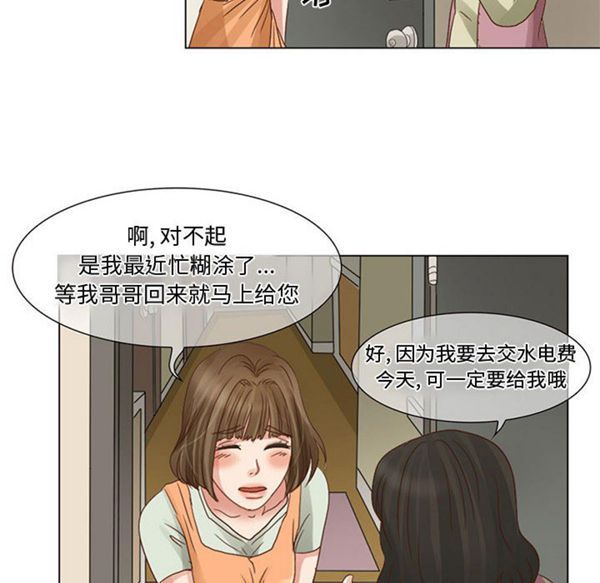 啊, 对不起
是我最近忙糊涂了...
等我哥哥回来就马上给您
好, 因为我要去交水电费
今天, 可一定要给我哦